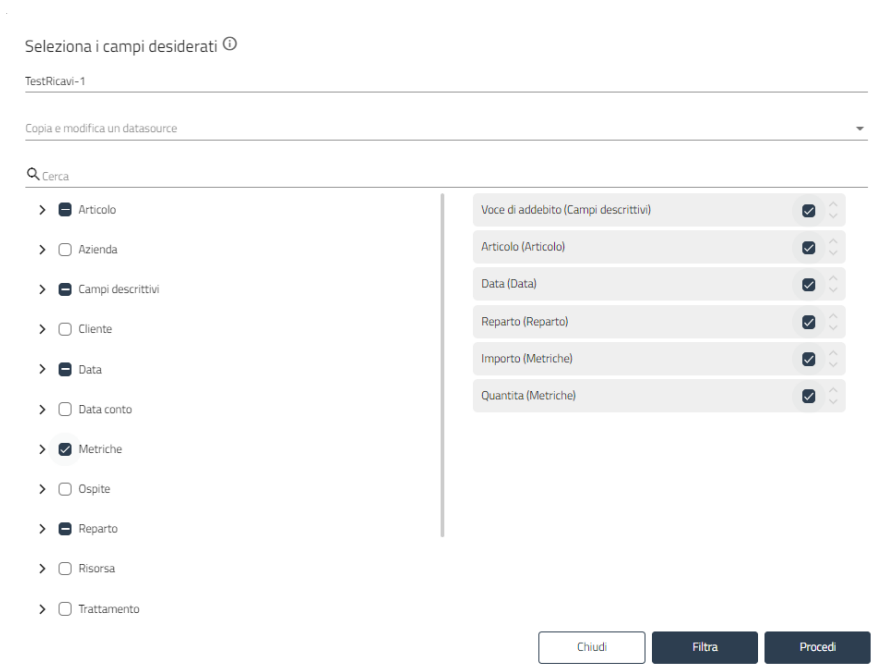 Seleziona i campi desiderati
TestRicavi-1
Copia e modifica un datasource
Cerca
Articolo
Azienda
Campi descrittivi
Cliente
Data
Data conto
Metriche
Ospite
Reparto
Risorsa
Trattamento
Voce di addebito (Campi descrittivi)
Articolo (Articolo)
Data (Data)
Reparto (Reparto)
Importo (Metriche)
Quantita (Metriche)
Chiudi
Filtra
Procedi